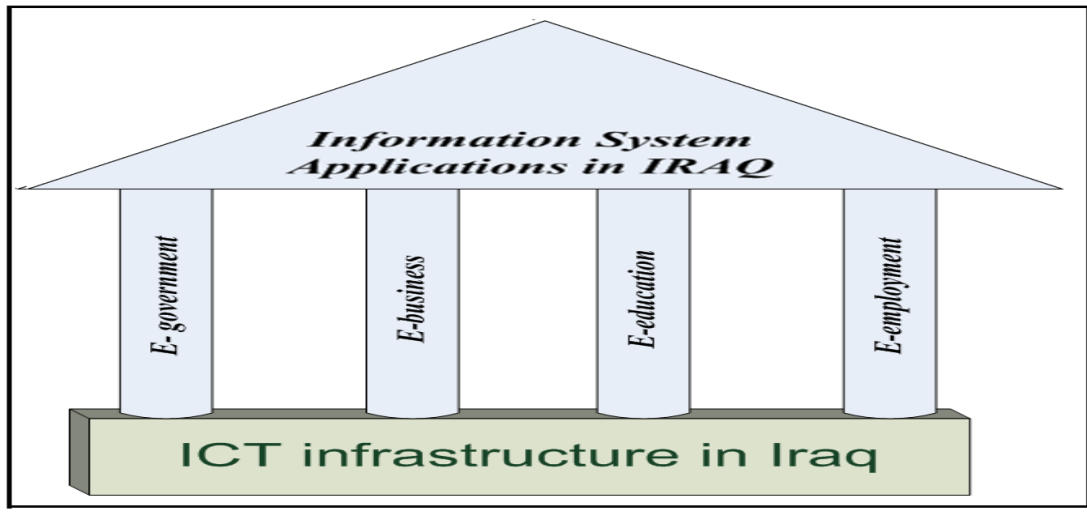 Information System
Applications in IRAQ
E- government
E-business
E-education
E-employment
ICT infrastructure in Iraq